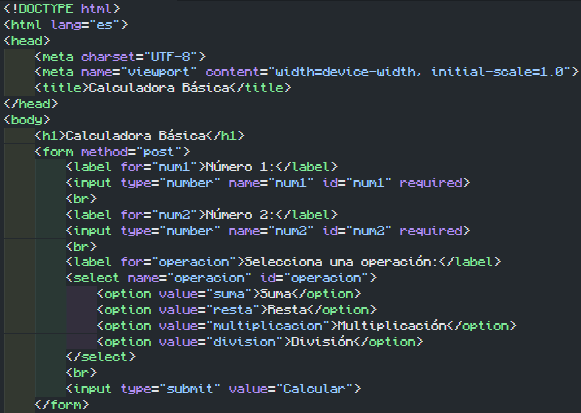 <!DOCTYPE html>
<html lang="es">
<head>
    <meta charset="UTF-8">
    <meta name="viewport" content="width=device-width, initial-scale=1.0">
    <title>Calculadora Básica</title>
</head>
<body>
    <h1>Calculadora Básica</h1>
    <form method="post">
        <label for="num1">Número 1:</label>
        <input type="number" name="num1" id="num1" required>
        <br>
        <label for="num2">Número 2:</label>
        <input type="number" name="num2" id="num2" required>
        <br>
        <label for="operacion">Selecciona una operación:</label>
        <select name="operacion" id="operacion">
            <option value="suma">Suma</option>
            <option value="resta">Resta</option>
            <option value="multiplicacion">Multiplicación</option>
            <option value="division">División</option>
        </select>
        <br>
        <input type="submit" value="Calcular">
    </form>